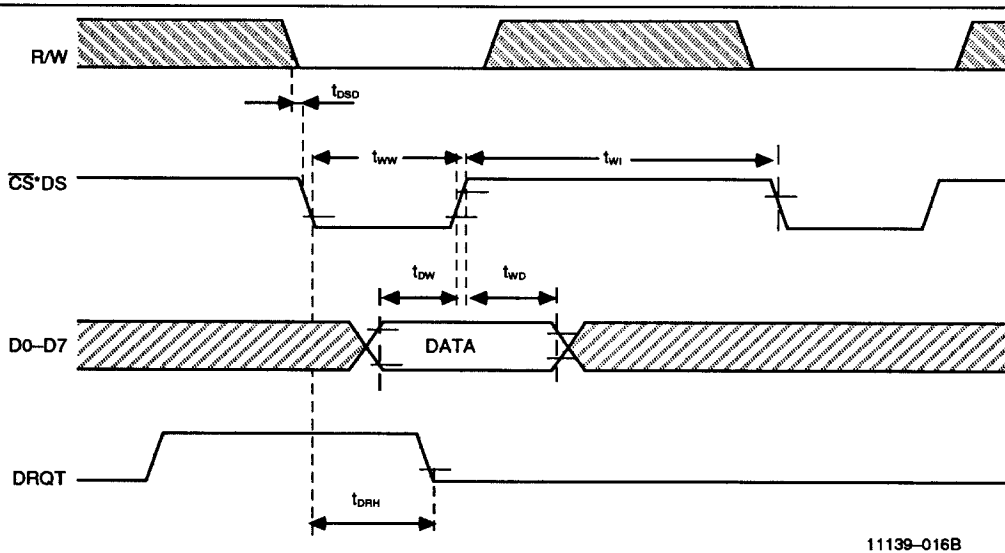 R/W
tDSD
tWW
tWI
CS*DS
tDW
tWD
D0–D7
DATA
DRQT
tDRH
11139–016B